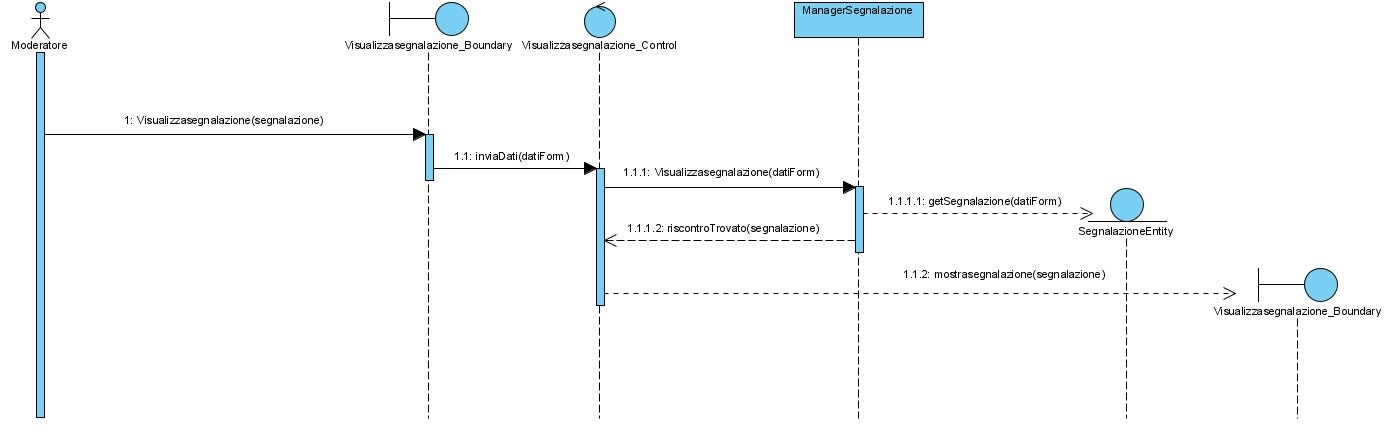 ManagerSegnalazione
Moderatore
Visualizzasegnalazione_Boundary
Visualizzasegnalazione_Control
1: Visualizzasegnalazione(segnalazione)
1.1: inviaDati(datiForm)
1.1.1: Visualizzasegnalazione(datiForm)
1.1.1.1: getSegnalazione(datiForm)
1.1.1.2: riscontroTrovato(segnalazione)
SegnalazioneEntity
1.1.2: mostrasegnalazione(segnalazione)
Visualizzasegnalazione_Boundary